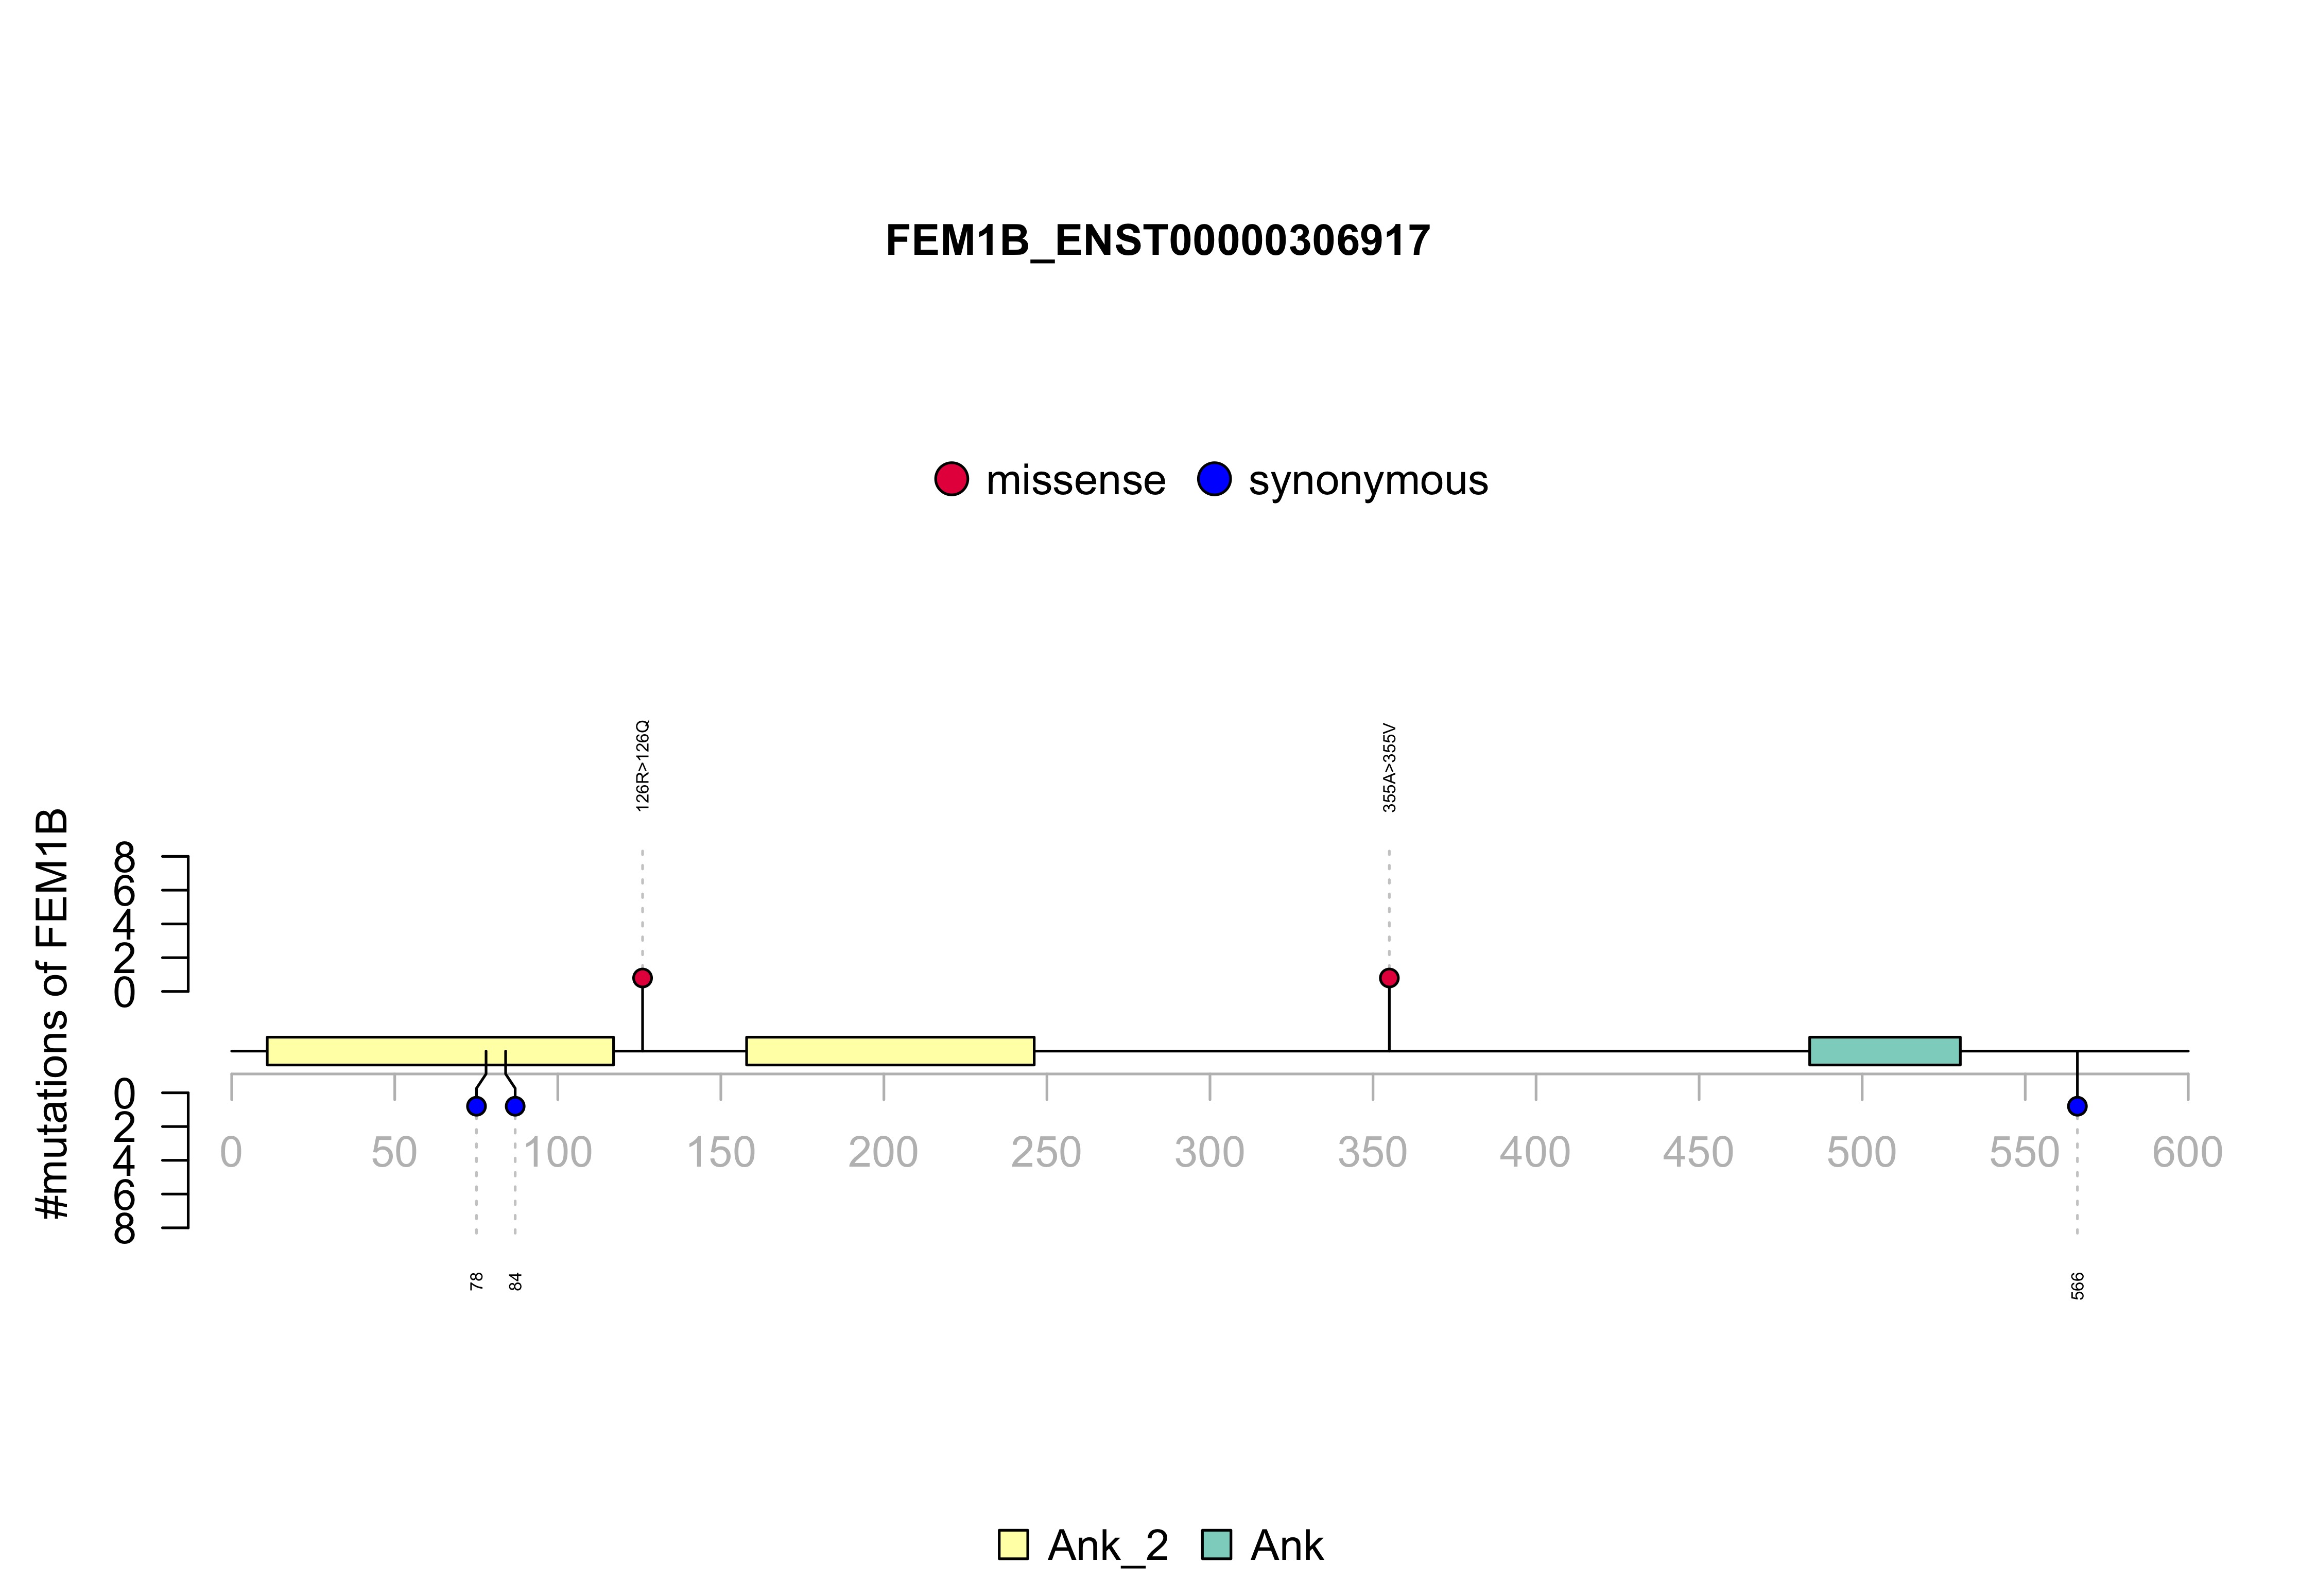 FEM1B_ENST00000306917
missense synonymous
126R>126Q 355A>355V
#mutations of FEM1B
8
6
4
2
0
0
2
4
6
8
0 50 100 150 200 250 300 350 400 450 500 550 600
78 84 566
Ank_2 Ank